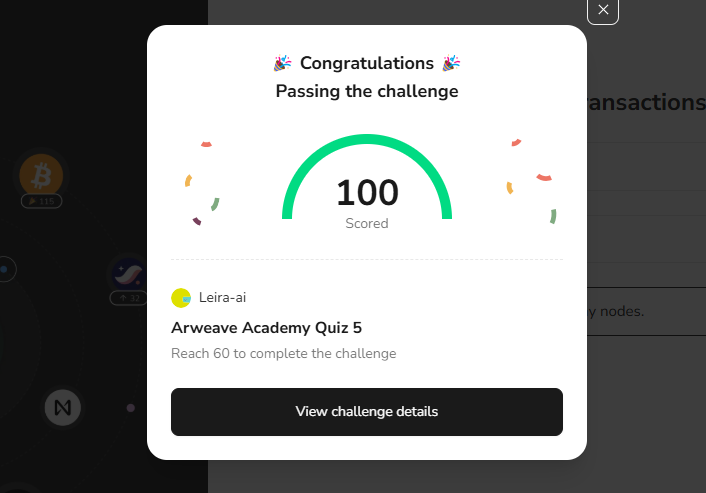 Congratulations
Passing the challenge
ransactions
115
100
Scored
32
Leira-ai
y nodes.
Arweave Academy Quiz 5
Reach 60 to complete the challenge
View challenge details